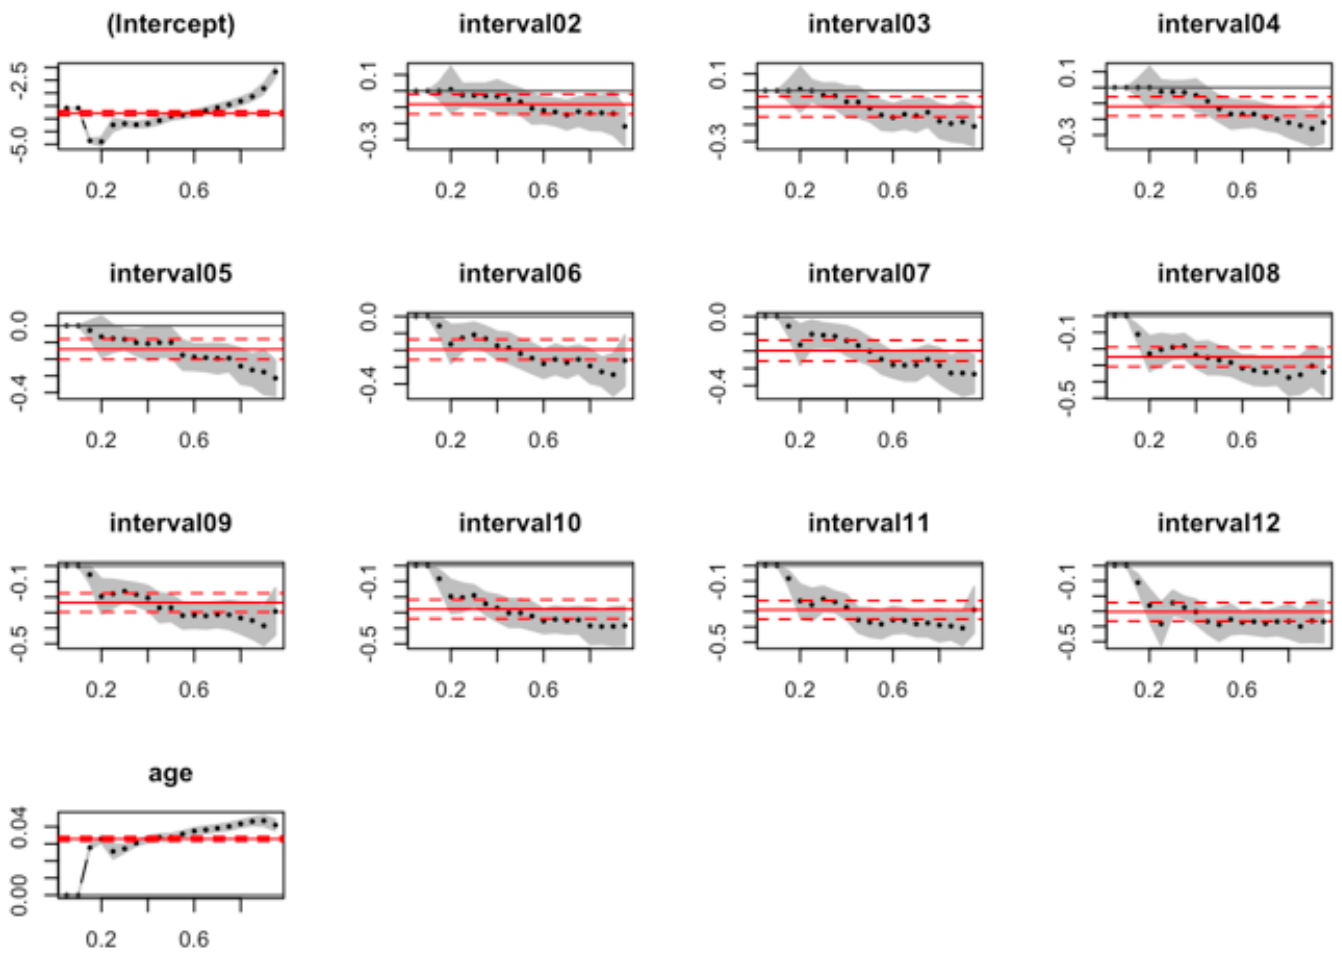 (Intercept) interval02 interval03 interval04
-2.5 0.1 0.1 0.1
-5.0 -0.3 -0.3 -0.3
0.2 0.6 0.2 0.6 0.2 0.6 0.2 0.6
interval05 interval06 interval07 interval08
0.0 0.0 0.0 -0.1
-0.4 -0.4 -0.4 -0.5
0.2 0.6 0.2 0.6 0.2 0.6 0.2 0.6
interval09 interval10 interval11 interval12
-0.1 -0.1 -0.1 -0.1
-0.5 -0.5 -0.5 -0.5
0.2 0.6 0.2 0.6 0.2 0.6 0.2 0.6
age
0.04
0.00
0.2 0.6